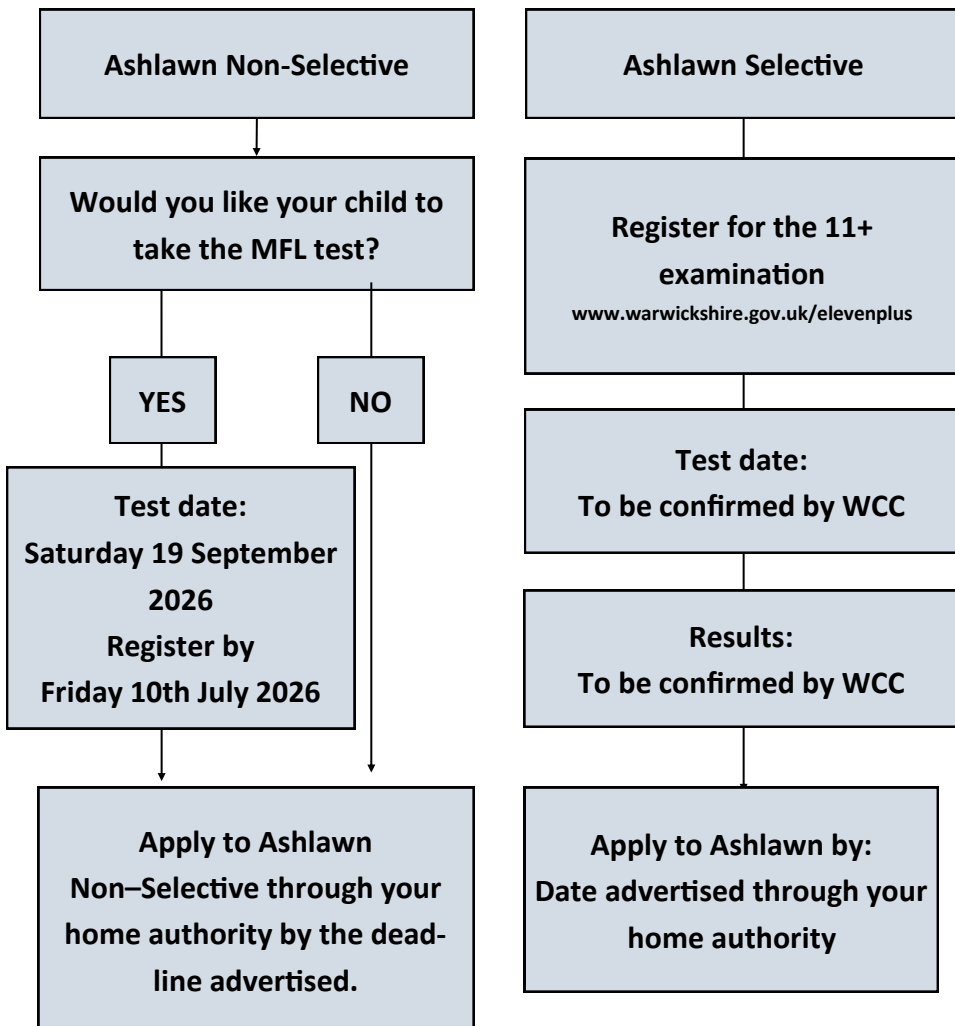 Ashlawn Non-Selective
Would you like your child to
take the MFL test?
YES
NO
Test date:
Saturday 19 September
2026
Register by
Friday 10th July 2026
Apply to Ashlawn
Non–Selective through your
home authority by the dead-
line advertised.
Ashlawn Selective
Register for the 11+
examination
www.warwickshire.gov.uk/elevenplus
Test date:
To be confirmed by WCC
Results:
To be confirmed by WCC
Apply to Ashlawn by:
Date advertised through your
home authority